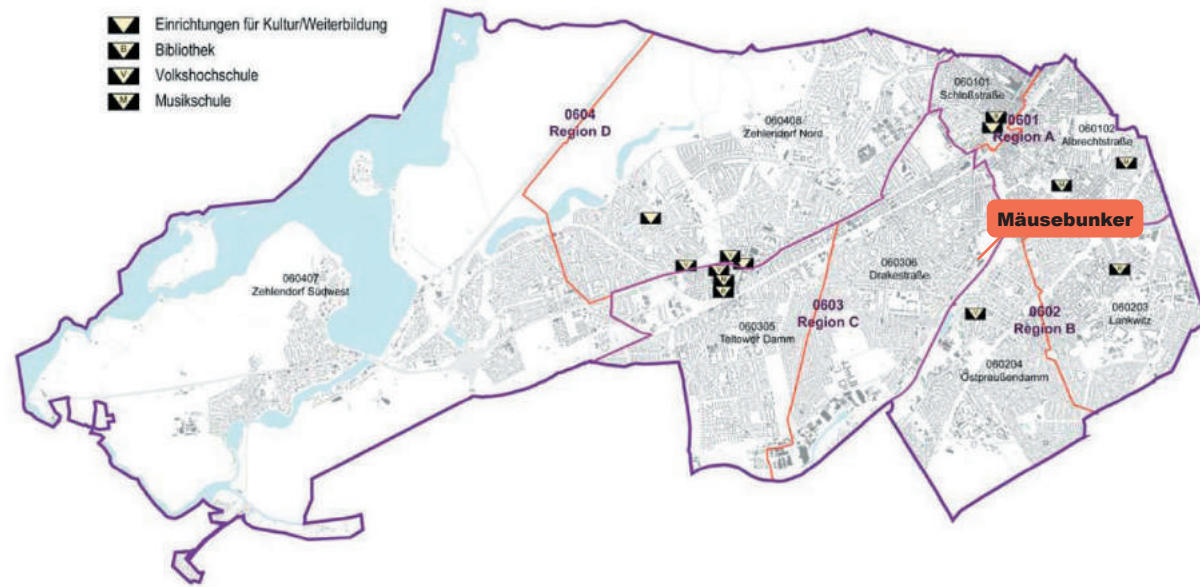 Einrichtungen für Kultur/Weiterbildung
B
Bibliothek
V
Volkshochschule
M
Musikschule
0604
Region D
060408
Zehlendorf Nord
060101
Schloßstraße
0601
Region A
060102
Albrechtstraße
Mäusebunker
060407
Zehlendorf Südwest
060306
Drakestraße
0603
Region C
060305
Teltower Damm
0602
Region B
060203
Lankwitz
060204
Ostpreußendamm